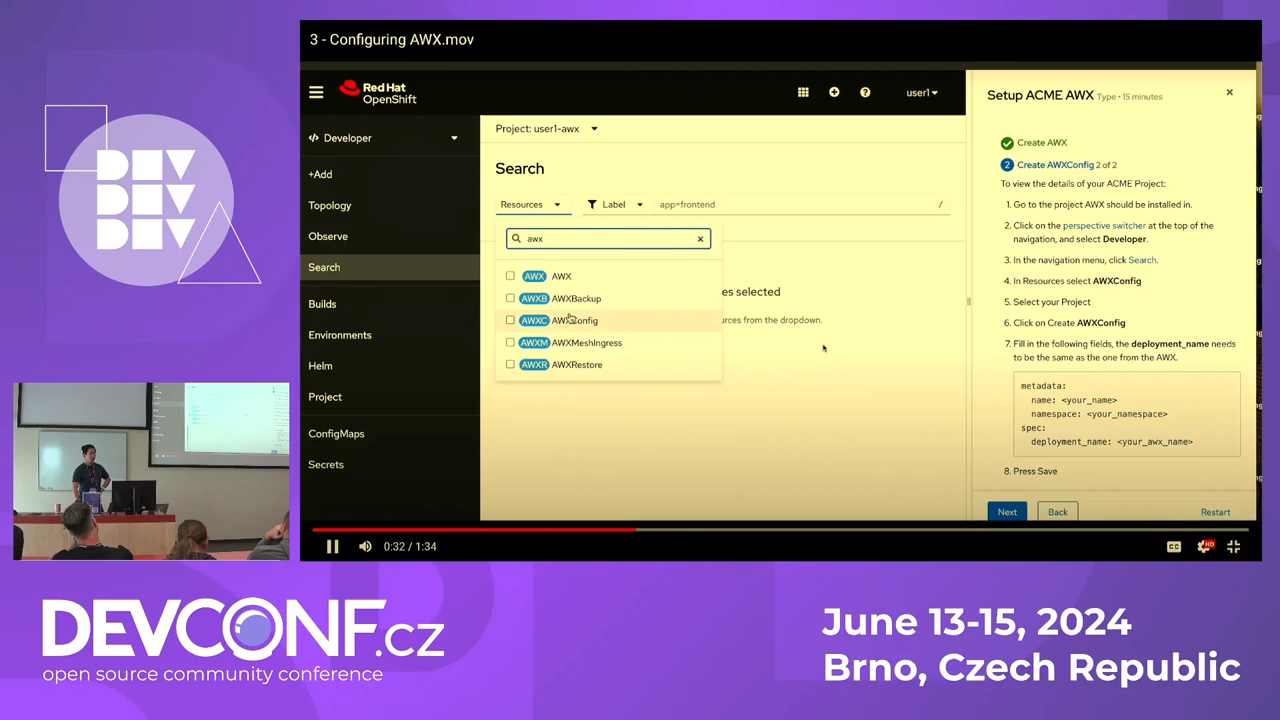 3 - Configuring AWX.mov
Red Hat
OpenShift
user1
Developer
+Add
Topology
Observe
Search
Builds
Environments
Helm
Project
ConfigMaps
Secrets
Project: user1-awx
Search
Resources
Label
app=frontend
/
awx
AWX AWX
AWXB AWXBackup
AWXC AWXConfig
AWXM AWXMeshIngress
AWXR AWXRestore
es selected
urces from the dropdown.
Setup ACME AWX Type • 15 minutes
Create AWX
2 Create AWXConfig 2 of 2
To view the details of your ACME Project:
1. Go to the project AWX should be installed in.
2. Click on the perspective switcher at the top of the
navigation, and select Developer.
3. In the navigation menu, click Search.
4. In Resources select AWXConfig
5. Select your Project
6. Click on Create AWXConfig
7. Fill in the following fields, the deployment_name needs
to be the same as the one from the AWX.
metadata:
name: <your_name>
namespace: <your_namespace>
spec:
deployment_name: <your_awx_name>
8. Press Save
Next
Back
Restart
0:32 / 1:34
CC
HD
DEV
DEV
DEV
DEVCONF.cz
open source community conference
June 13-15, 2024
Brno, Czech Republic